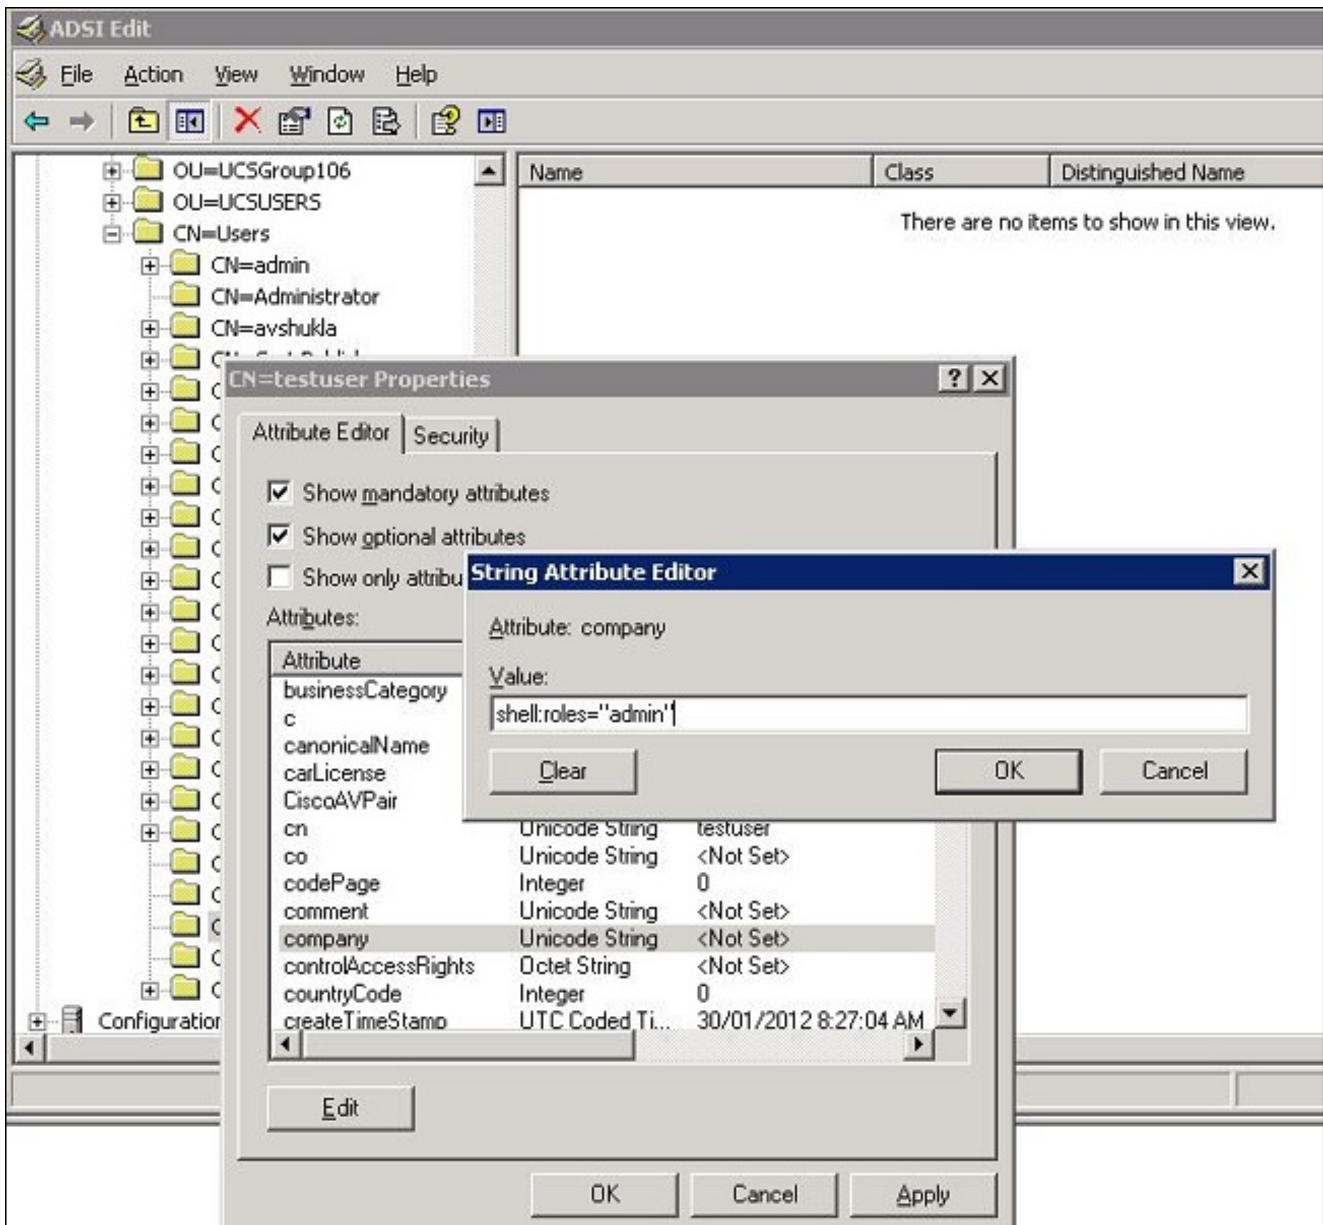 ADSI Edit
File Action View Window Help
OU=UCSGroup106
OU=UCSUSERS
CN=Users
CN=admin
CN=Administrator
CN=avshukla
Configuration
Name Class Distinguished Name
There are no items to show in this view.
CN=testuser Properties
Attribute Editor Security
Show mandatory attributes
Show optional attributes
Show only attribu
Attributes:
Attribute
businessCategory
c
canonicalName
carLicense
CiscoAVPair
cn Unicode String testuser
co Unicode String <Not Set>
codePage Integer 0
comment Unicode String <Not Set>
company Unicode String <Not Set>
controlAccessRights Octet String <Not Set>
countryCode Integer 0
createTimeStamp UTC Coded Ti... 30/01/2012 8:27:04 AM
Edit
OK Cancel Apply
String Attribute Editor
Attribute: company
Value:
shell:roles="admin"
Clear OK Cancel